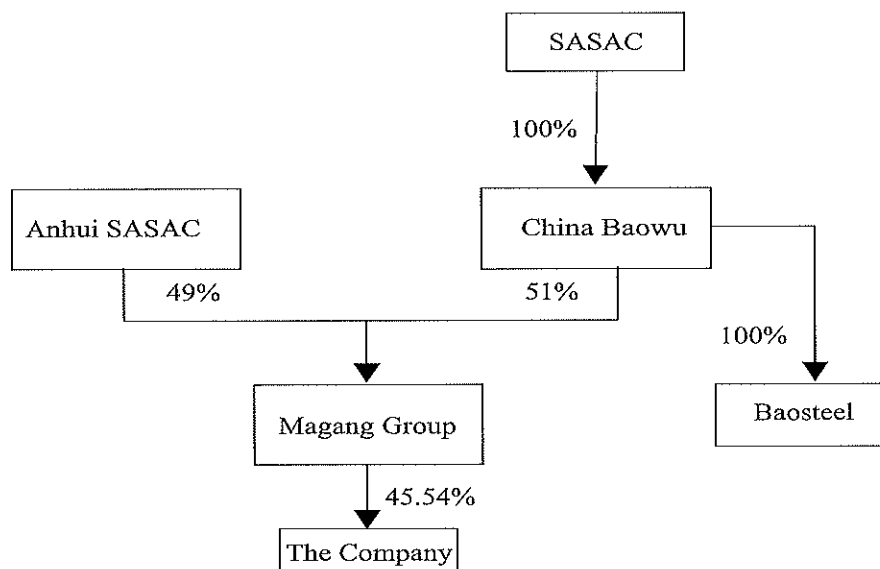 SASAC
100%
Anhui SASAC
China Baowu
49%
51%
100%
Magang Group
Baosteel
45.54%
The Company